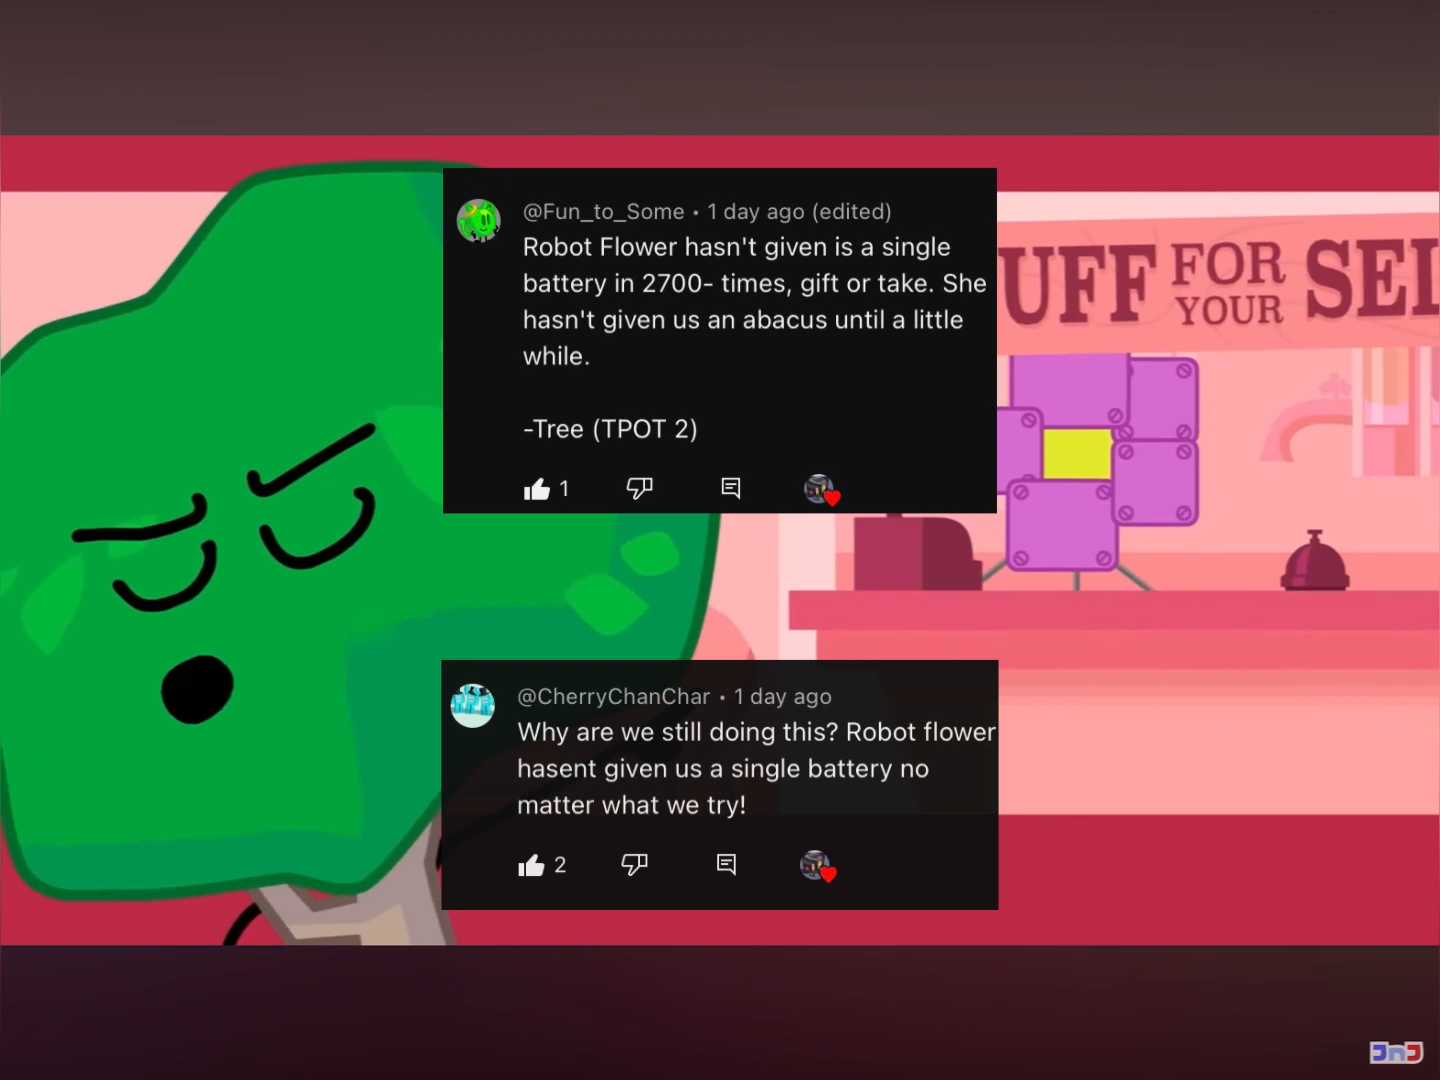 @Fun_to_Some • 1 day ago (edited)
Robot Flower hasn't given is a single
battery in 2700- times, gift or take. She
hasn't given us an abacus until a little
while.
-Tree (TPOT 2)
1
UFF FOR YOUR SEL
@CherryChanChar • 1 day ago
Why are we still doing this? Robot flower
hasent given us a single battery no
matter what we try!
2
JnJ